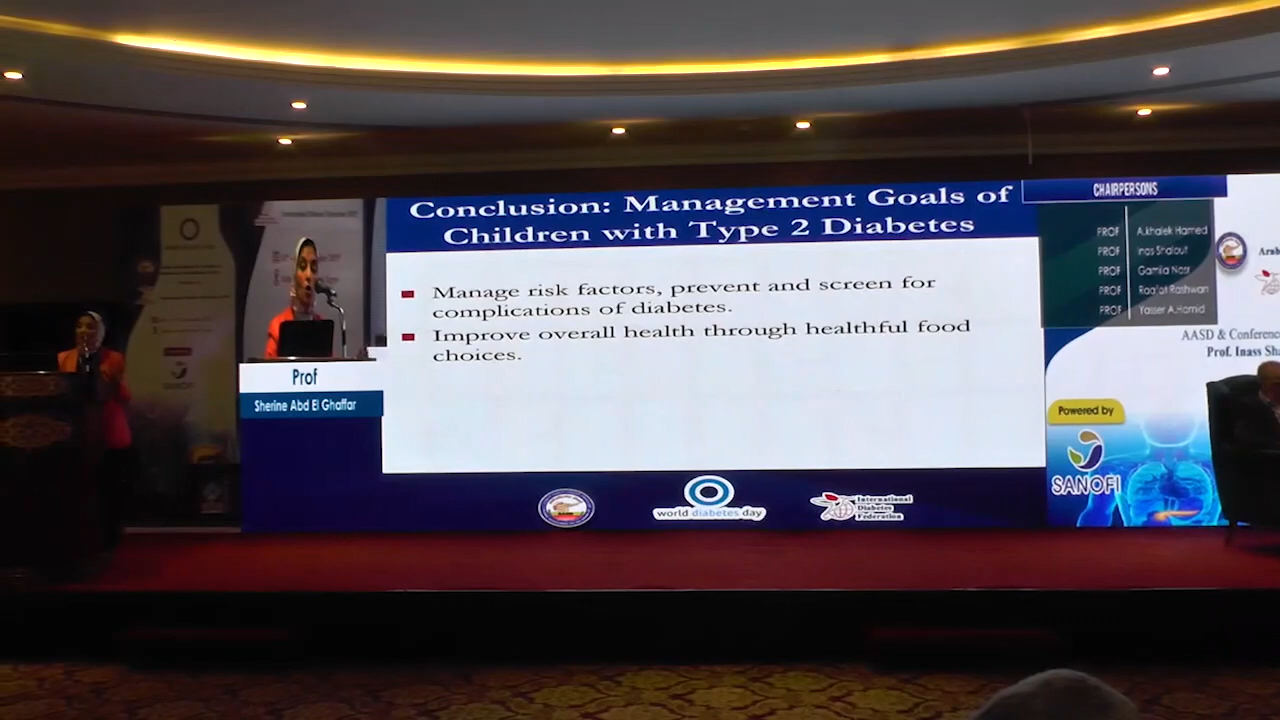 Conclusion: Management Goals of
Children with Type 2 Diabetes
Manage risk factors, prevent and screen for
complications of diabetes.
Improve overall health through healthful food
choices.
Prof
Sherine Abd El Ghaffar
CHAIRPERSONS
PROF A.khalek Hamed
PROF Inas Shalout
PROF Gamila Nasr
PROF Raafat Rashwan
PROF Yasser A.Hamid
AASD & Conference
Prof. Inass Sha
Powered by
SANOFI
world diabetes day
International
Diabetes
Federation